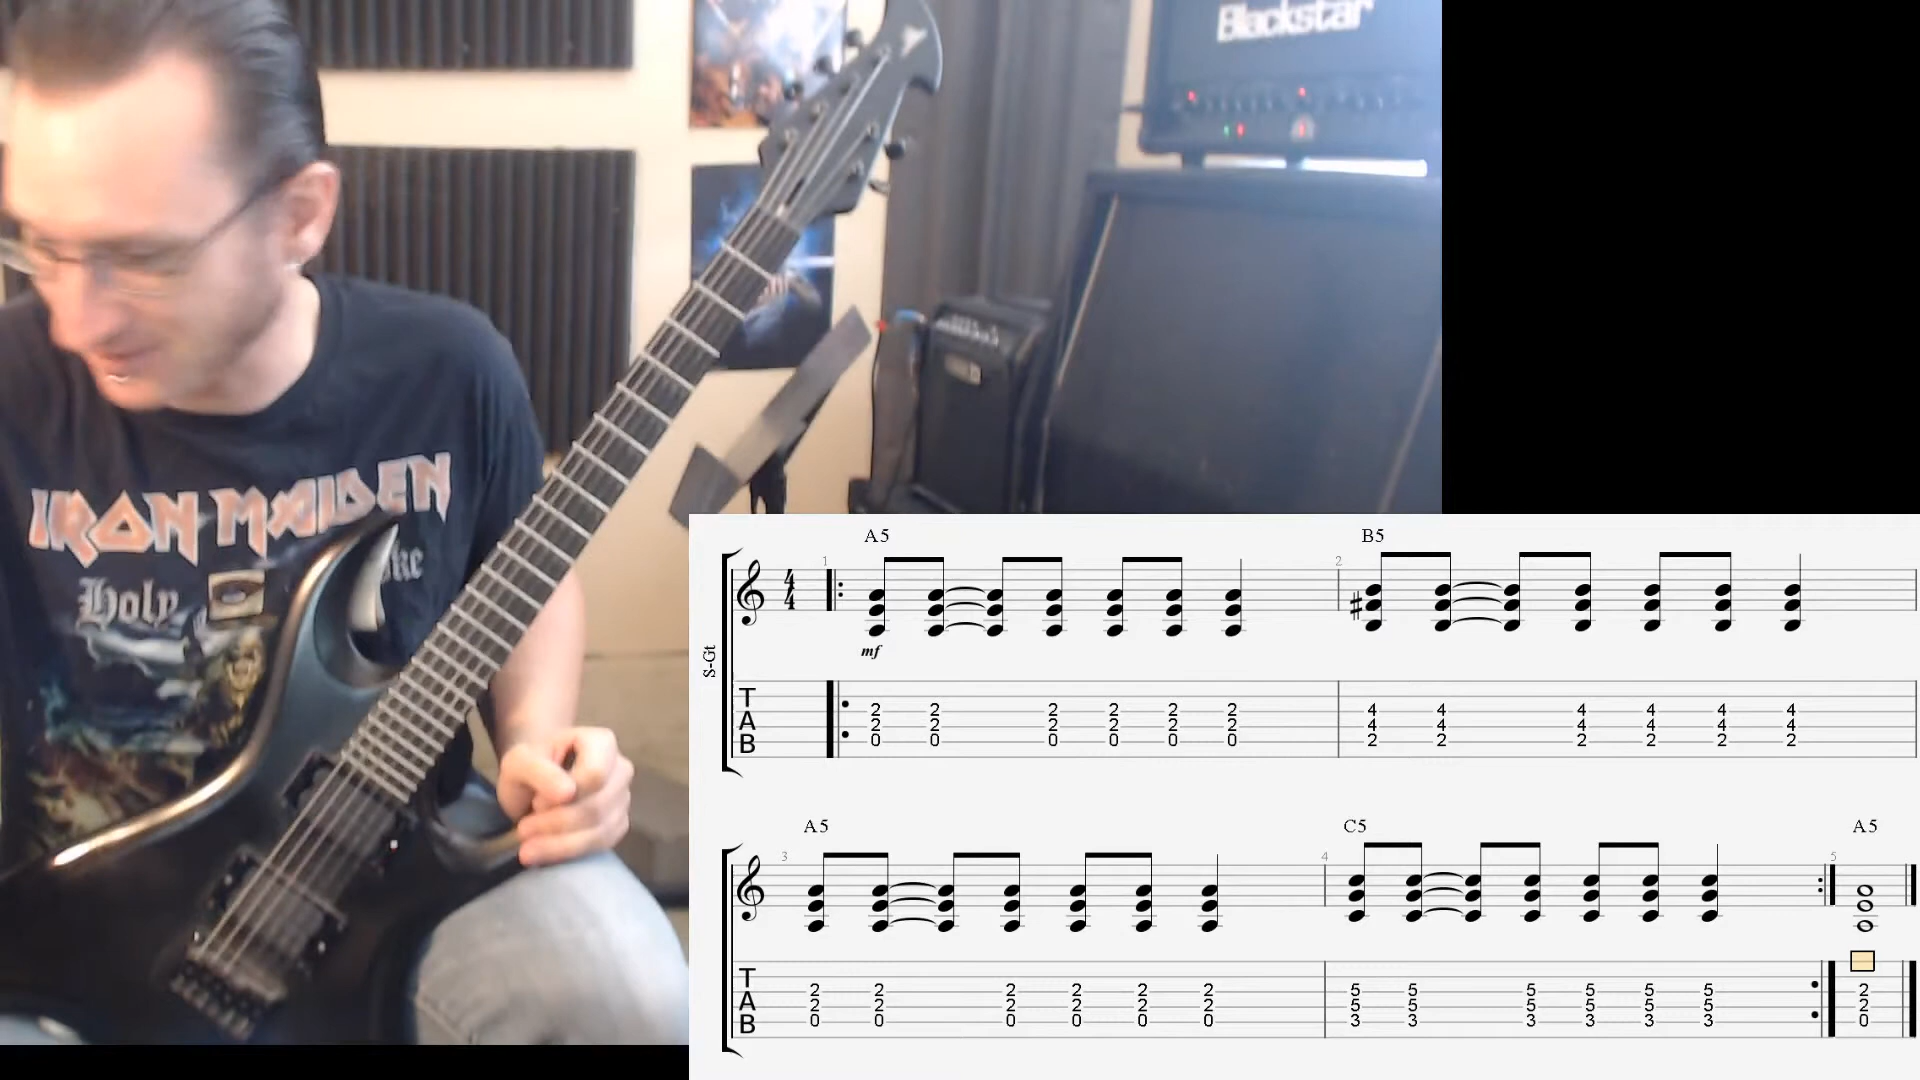 Blackstar
IRON MAIDEN
Holy
ke
A5
B5
S-Gt
4
4
1
2
mf
T
A
B
2 2 2 2 2 2
2 2 2 2 2 2
0 0 0 0 0 0
4 4 4 4 4 4
4 4 4 4 4 4
2 2 2 2 2 2
A5
C5
A5
3
4
5
T
A
B
2 2 2 2 2 2
2 2 2 2 2 2
0 0 0 0 0 0
5 5 5 5 5 5
5 5 5 5 5 5
3 3 3 3 3 3
2
2
0